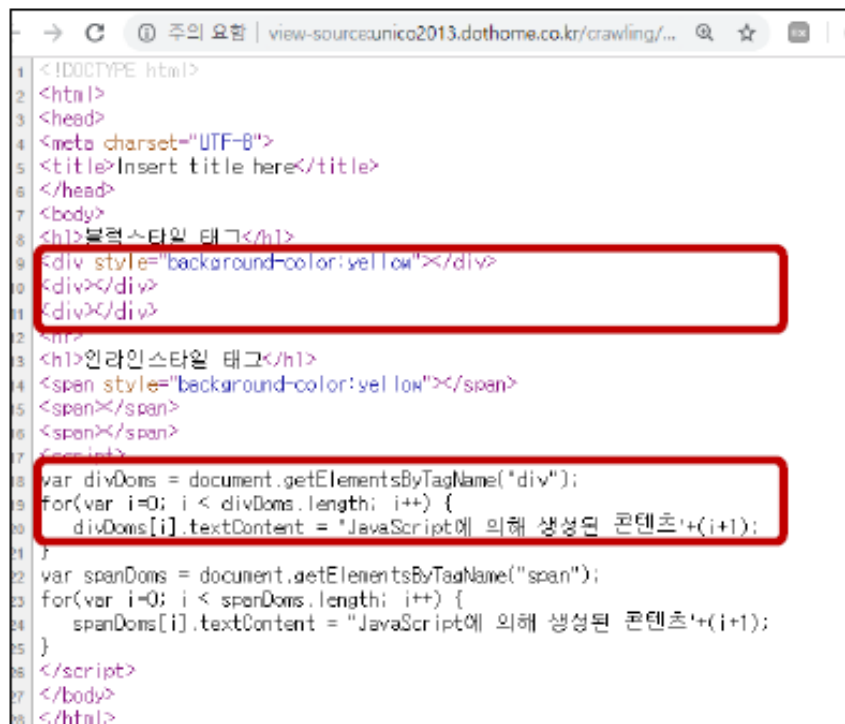 주의 요함 | view-source:unico2013.dothome.co.kr/crawling/...
1 <!DOCTYPE html>
2 <html>
3 <head>
4 <meta charset="UTF-8">
5 <title>Insert title here</title>
6 </head>
7 <body>
8 <h1>블럭스타일 태그</h1>
9 <div style="background-color:yellow"></div>
10 <div></div>
11 <div></div>
12 <hr>
13 <h1>인라인스타일 태그</h1>
14 <span style="background-color:yellow"></span>
15 <span></span>
16 <span></span>
17 <script>
18 var divDoms = document.getElementsByTagName("div");
19 for(var i=0; i < divDoms.length; i++) {
20 divDoms[i].textContent = "JavaScript에 의해 생성된 콘텐츠"+(i+1);
21 }
22 var spanDoms = document.getElementsByTagName("span");
23 for(var i=0; i < spanDoms.length; i++) {
24 spanDoms[i].textContent = "JavaScript에 의해 생성된 콘텐츠"+(i+1);
25 }
26 </script>
27 </body>
28 </html>